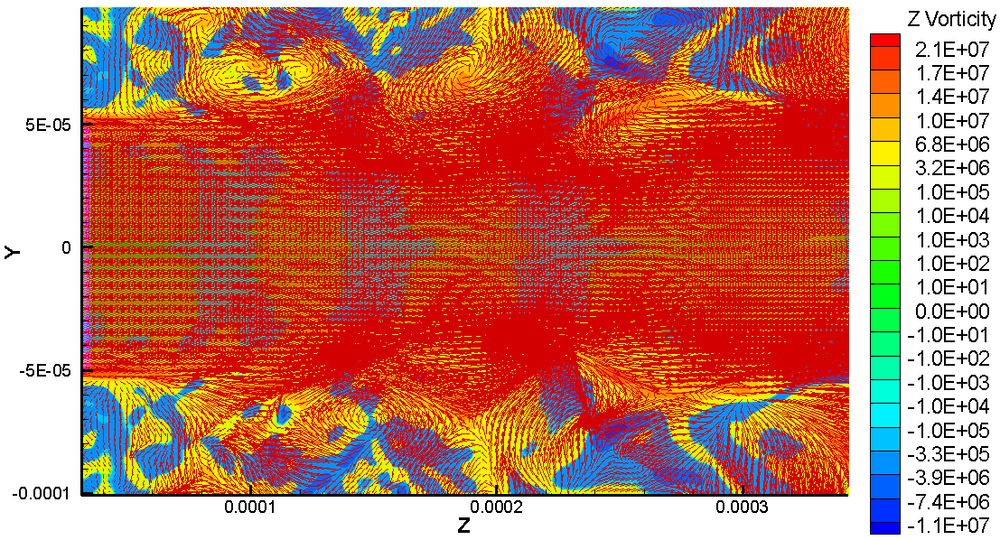 Z Vorticity
2.1E+07
1.7E+07
1.4E+07
1.0E+07
6.8E+06
3.2E+06
1.0E+05
1.0E+04
1.0E+03
1.0E+02
1.0E+01
0.0E+00
-1.0E+01
-1.0E+02
-1.0E+03
-1.0E+04
-1.0E+05
-3.3E+05
-3.9E+06
-7.4E+06
-1.1E+07
5E-05
0
-5E-05
-0.0001
Y
0.0001
0.0002
0.0003
Z